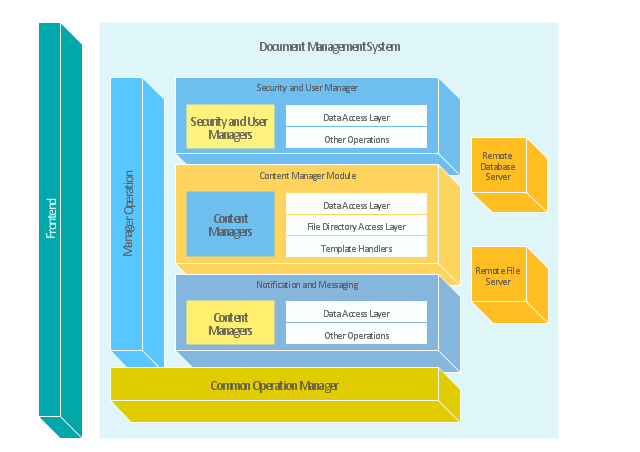 Document Management System
Frontend
Manager Operation
Security and User Manager
Security and User
Managers
Data Access Layer
Other Operations
Content Manager Module
Content
Managers
Data Access Layer
File Directory Access Layer
Template Handlers
Notification and Messaging
Content
Managers
Data Access Layer
Other Operations
Common Operation Manager
Remote
Database
Server
Remote File
Server